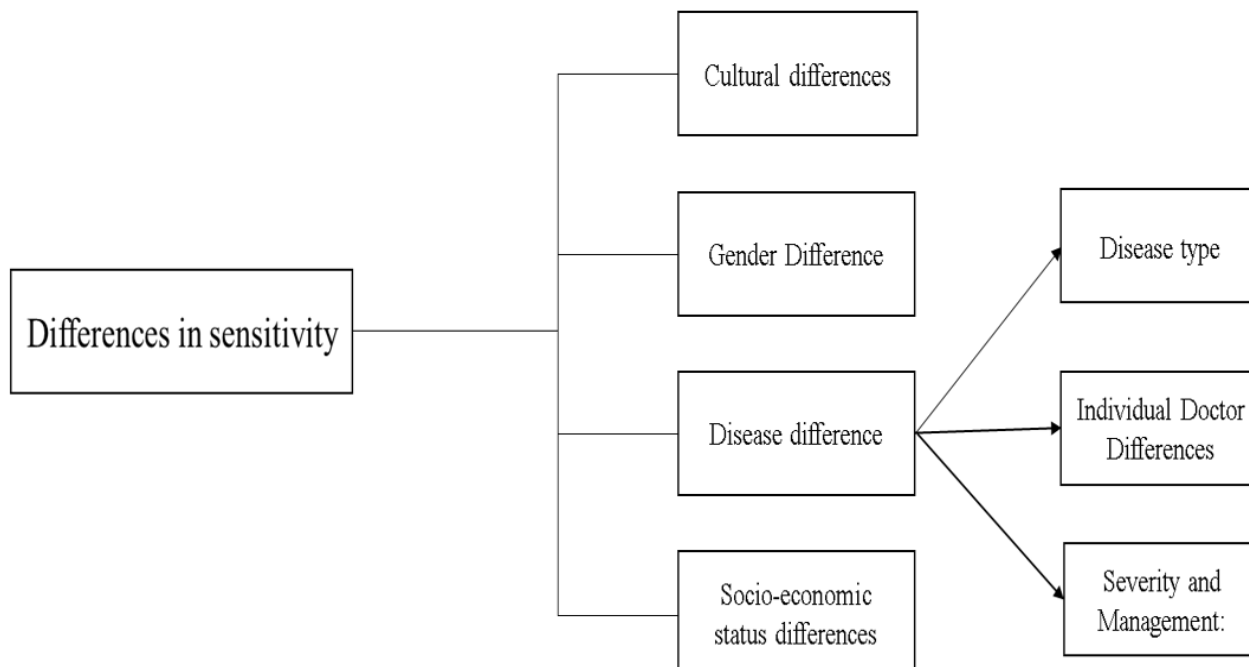 Differences in sensitivity
Cultural differences
Gender Difference
Disease difference
Socio-economic
status differences
Disease type
Individual Doctor
Differences
Severity and
Management: